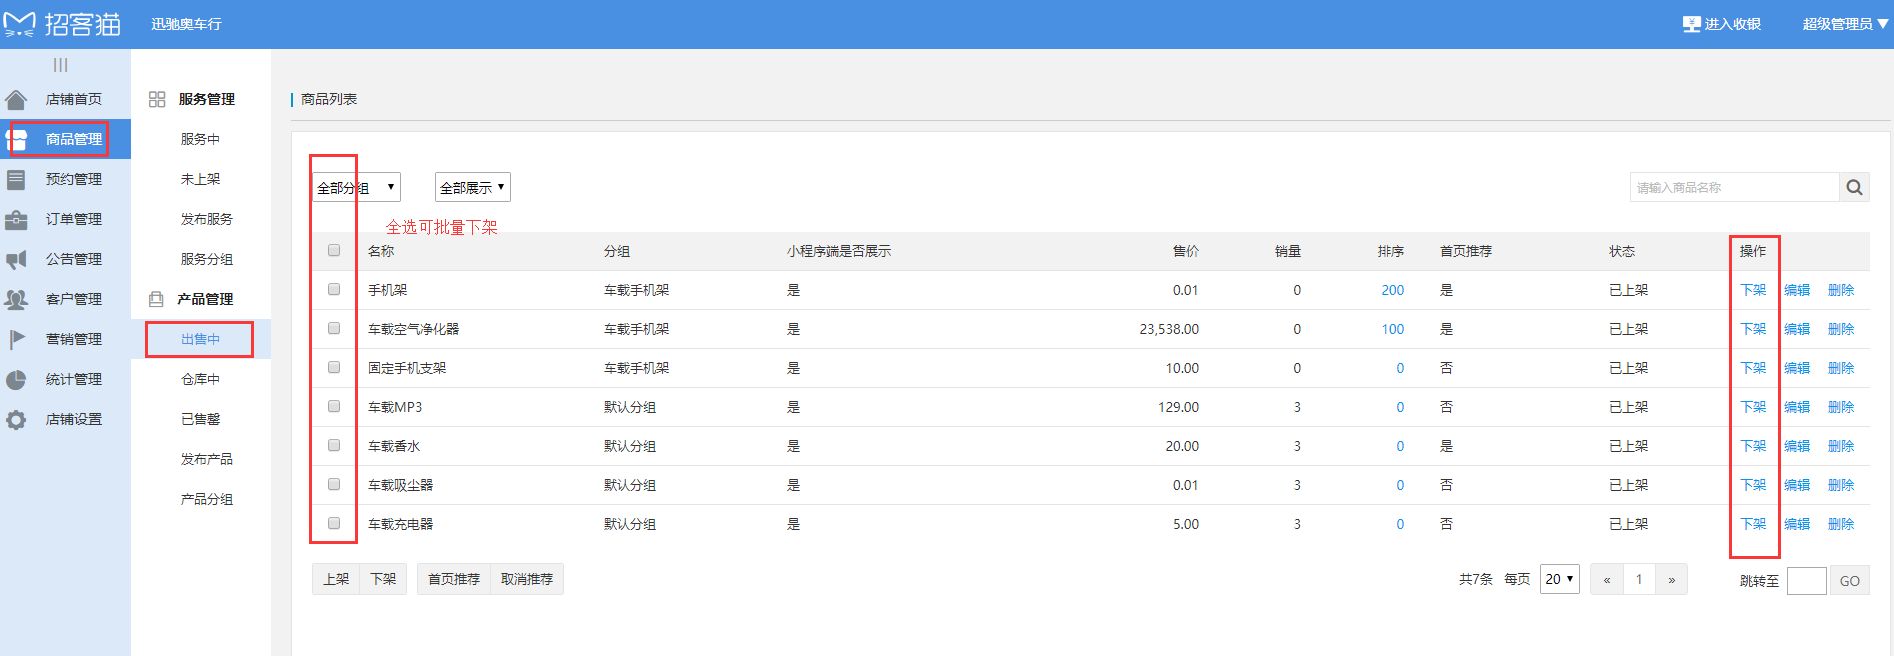 招客猫 迅驰奥车行 进入收银 超级管理员 ▼
店铺首页
商品管理
预约管理
订单管理
公告管理
客户管理
营销管理
统计管理
店铺设置
服务管理
服务中
未上架
发布服务
服务分组
产品管理
出售中
仓库中
已售罄
发布产品
产品分组
商品列表
全部分组 ▼ 全部展示 ▼ 请输入商品名称
全选可批量下架
名称 分组 小程序端是否展示 售价 销量 排序 首页推荐 状态 操作
手机架 车载手机架 是 0.01 0 200 是 已上架 下架 编辑 删除
车载空气净化器 车载手机架 是 23,538.00 0 100 是 已上架 下架 编辑 删除
固定手机支架 车载手机架 是 10.00 0 0 否 已上架 下架 编辑 删除
车载MP3 默认分组 是 129.00 3 0 否 已上架 下架 编辑 删除
车载香水 默认分组 是 20.00 3 0 是 已上架 下架 编辑 删除
车载吸尘器 默认分组 是 0.01 3 0 否 已上架 下架 编辑 删除
车载充电器 默认分组 是 5.00 3 0 否 已上架 下架 编辑 删除
上架 下架 首页推荐 取消推荐 共7条 每页 20 ▼ « 1 » 跳转至 GO